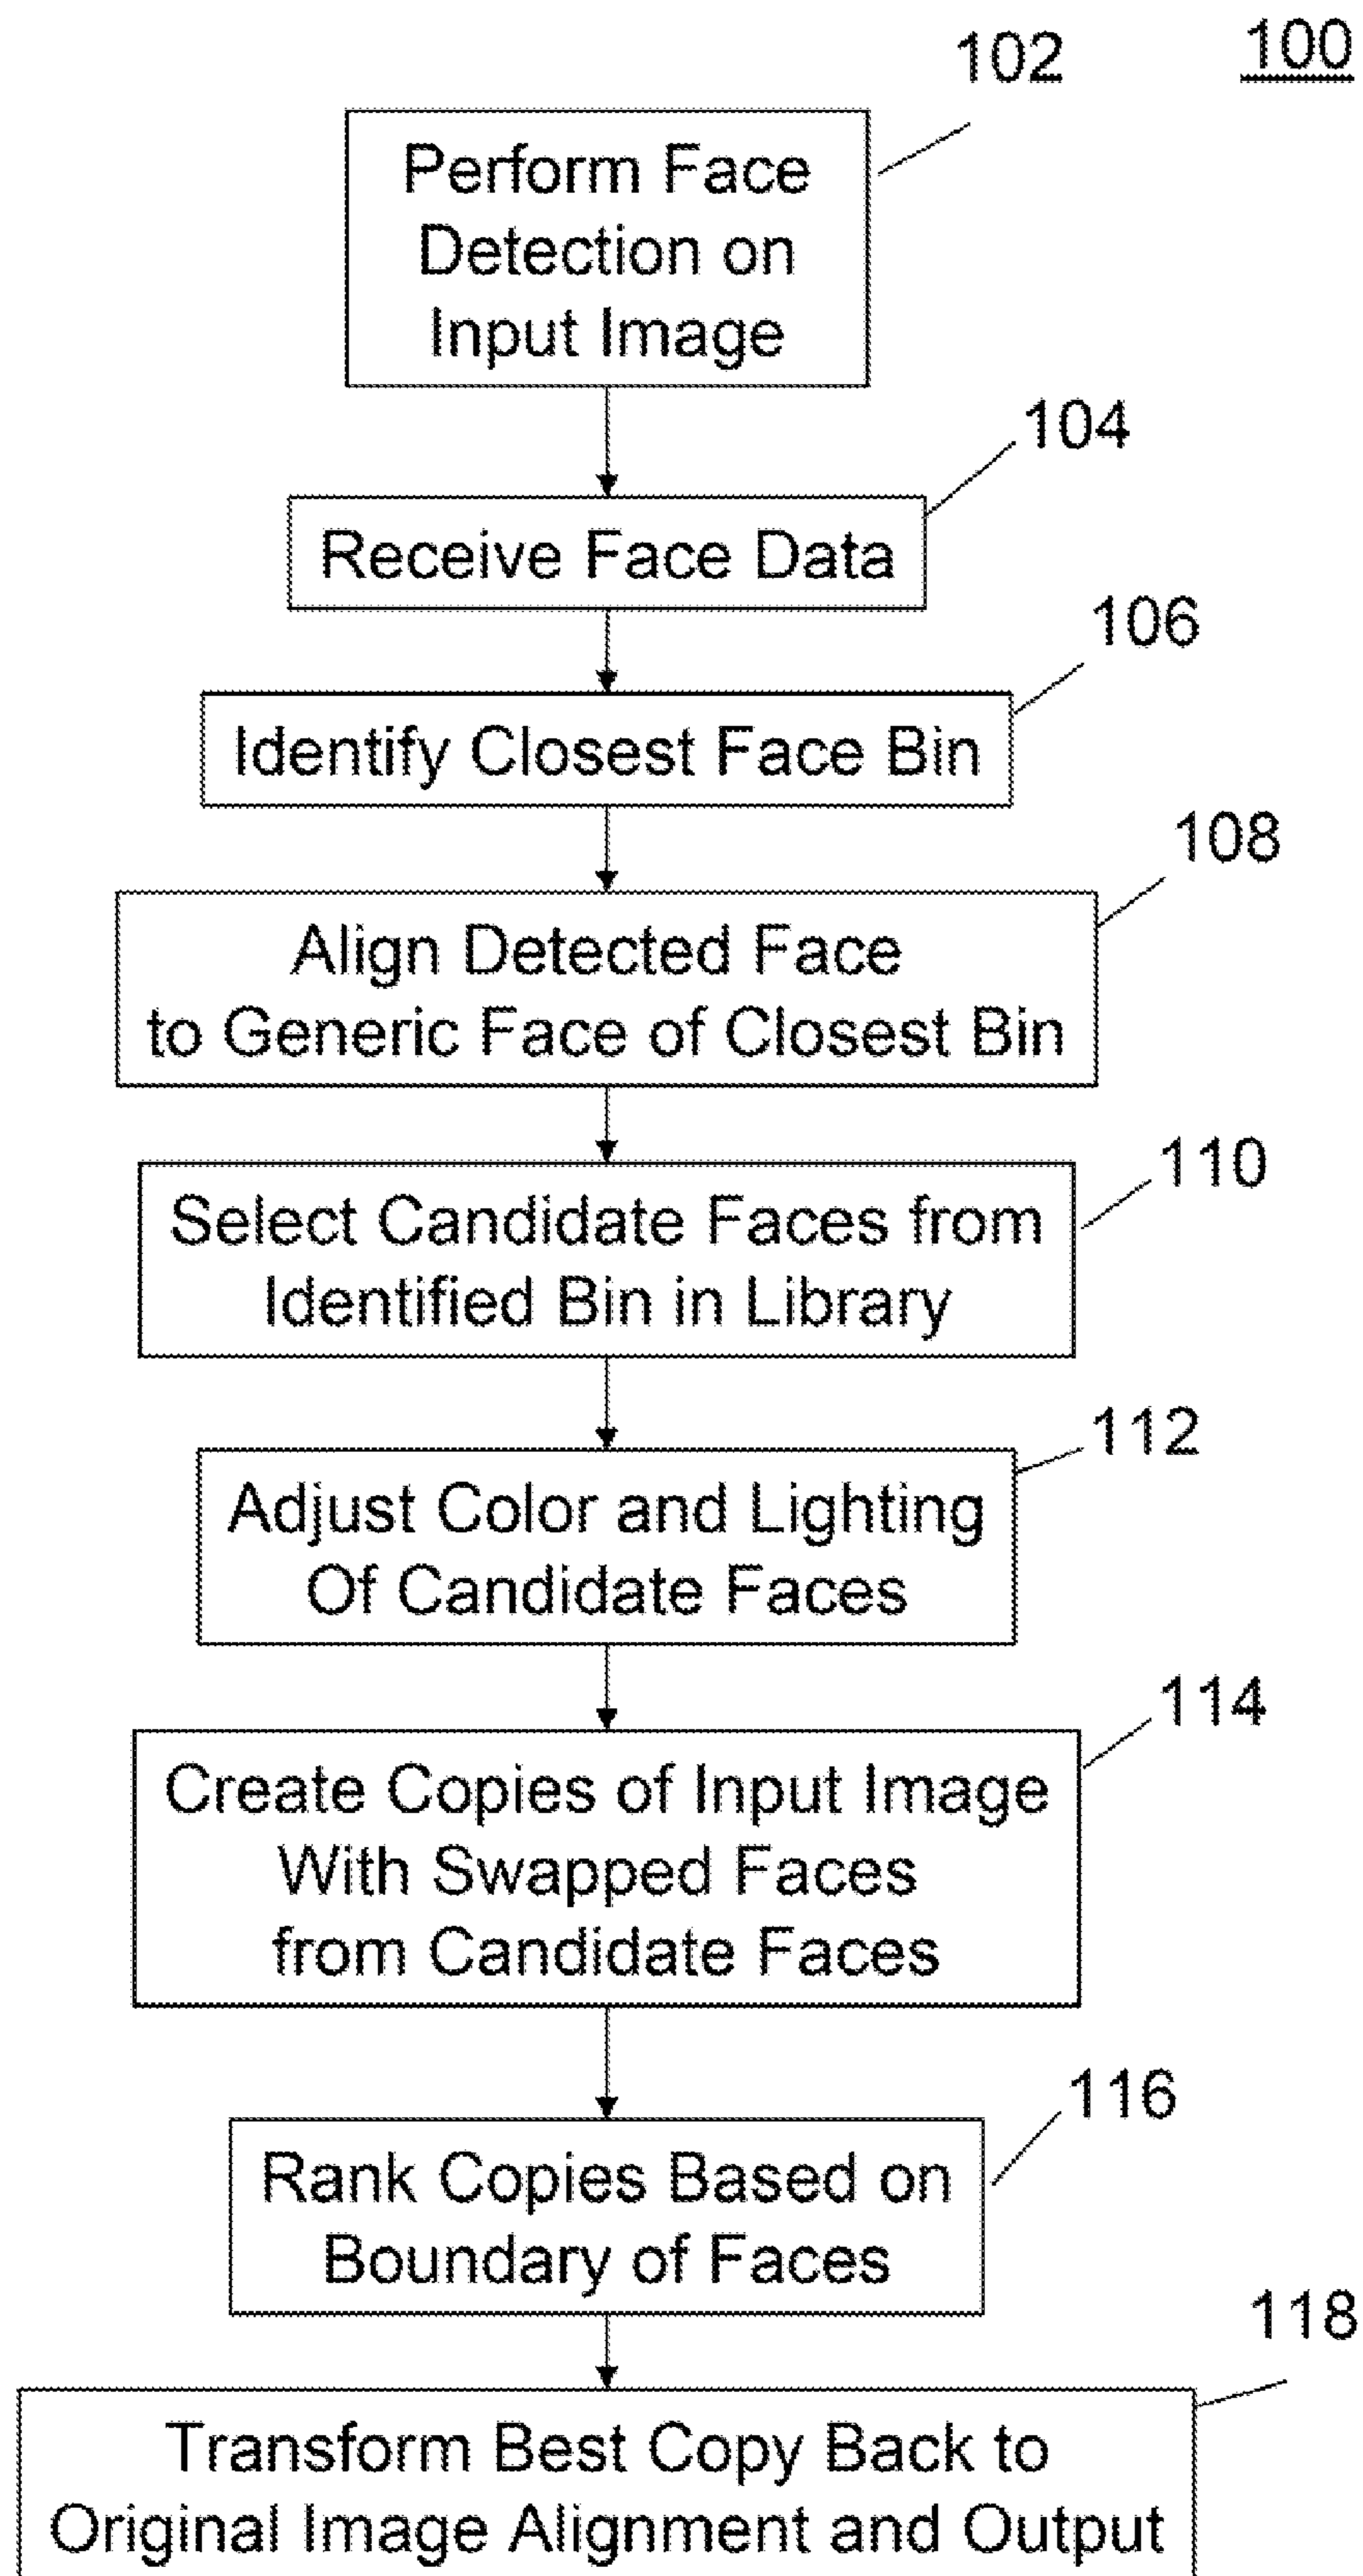 100
102
Perform Face
Detection on
Input Image
104
Receive Face Data
106
Identify Closest Face Bin
108
Align Detected Face
to Generic Face of Closest Bin
110
Select Candidate Faces from
Identified Bin in Library
112
Adjust Color and Lighting
Of Candidate Faces
114
Create Copies of Input Image
With Swapped Faces
from Candidate Faces
116
Rank Copies Based on
Boundary of Faces
118
Transform Best Copy Back to
Original Image Alignment and Output